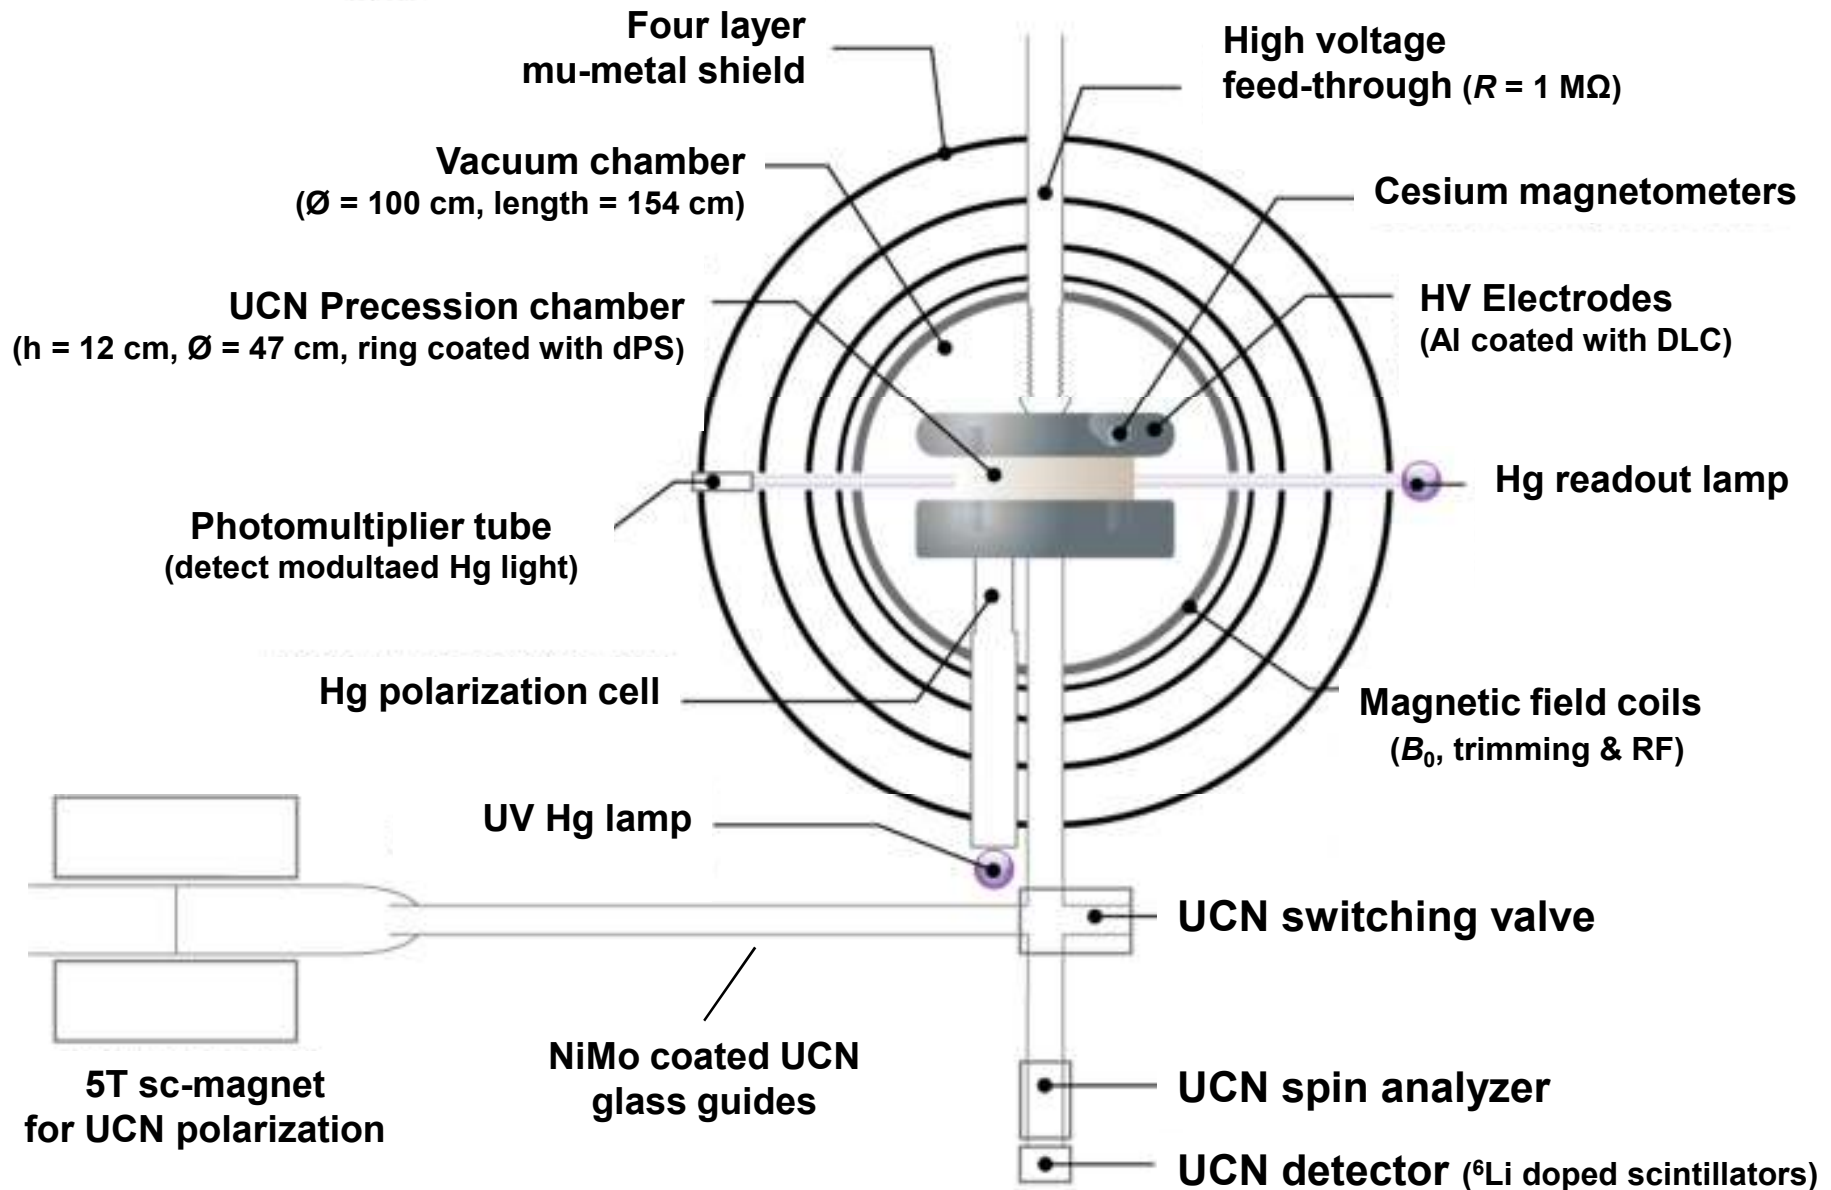 Four layer
mu-metal shield
High voltage
feed-through (R = 1 MΩ)
Vacuum chamber
(Ø = 100 cm, length = 154 cm)
Cesium magnetometers
UCN Precession chamber
(h = 12 cm, Ø = 47 cm, ring coated with dPS)
HV Electrodes
(Al coated with DLC)
Hg readout lamp
Photomultiplier tube
(detect modultaed Hg light)
Hg polarization cell
Magnetic field coils
(B₀, trimming & RF)
UV Hg lamp
UCN switching valve
NiMo coated UCN
glass guides
5T sc-magnet
for UCN polarization
UCN spin analyzer
UCN detector (⁶Li doped scintillators)